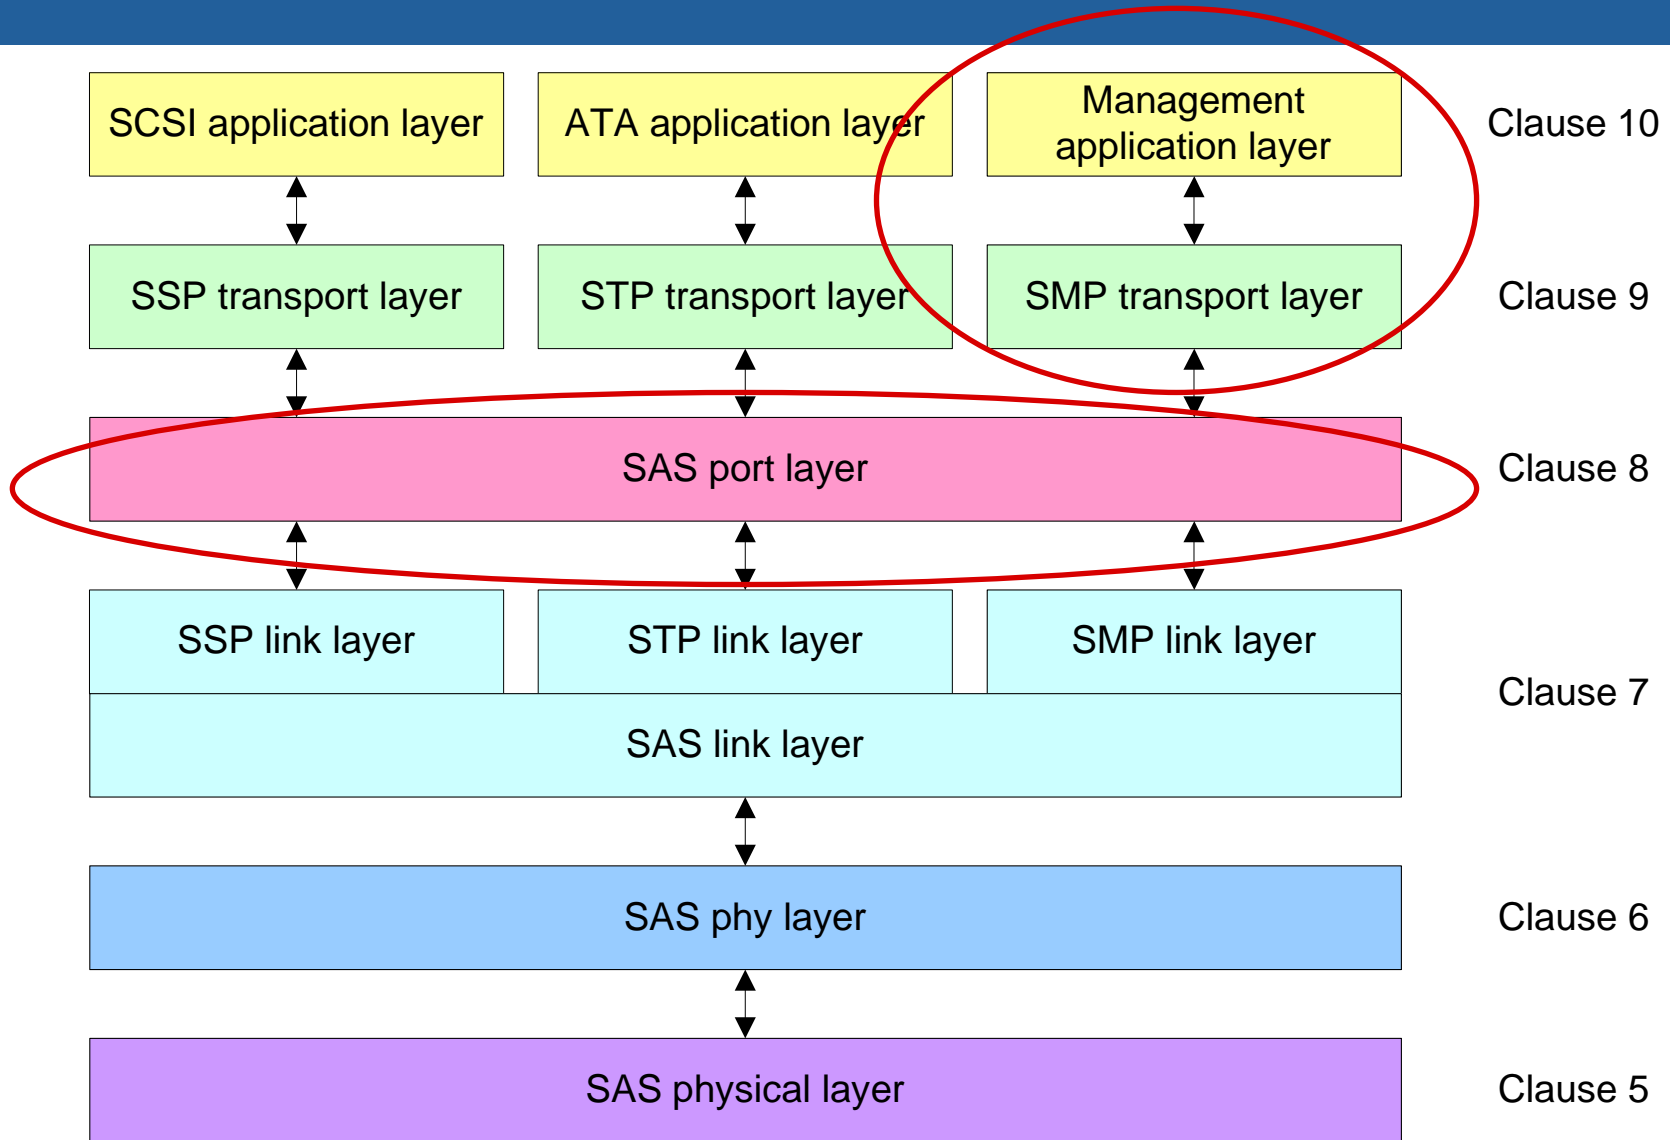 SCSI application layer
ATA application layer
Management
application layer
Clause 10
SSP transport layer
STP transport layer
SMP transport layer
Clause 9
SAS port layer
Clause 8
SSP link layer
STP link layer
SMP link layer
Clause 7
SAS link layer
SAS phy layer
Clause 6
SAS physical layer
Clause 5